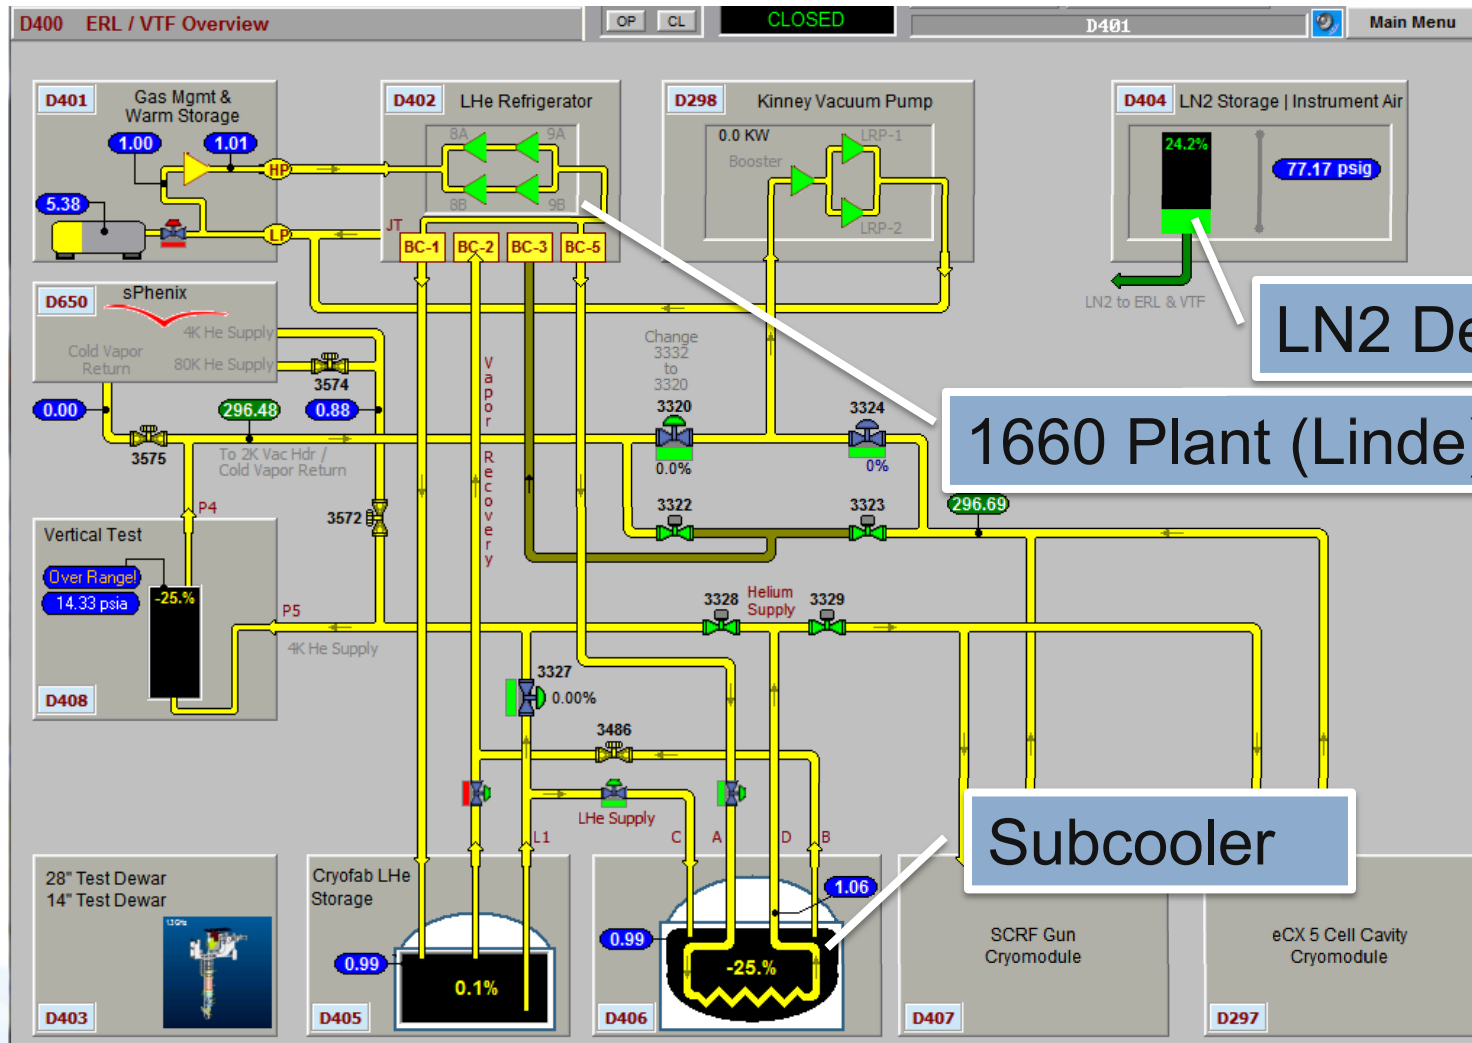 D400 ERL / VTF Overview
OP CL
CLOSED
D401
Main Menu
D401 Gas Mgmt &
Warm Storage
1.00
1.01
HP
5.38
LP
D402 LHe Refrigerator
8A 9A
8B 9B
JT
BC-1 BC-2 BC-3 BC-5
D298 Kinney Vacuum Pump
0.0 KW
Booster
LRP-1
LRP-2
D404 LN2 Storage | Instrument Air
24.2%
77.17 psig
LN2 to ERL & VTF
LN2 De
1660 Plant (Linde)
D650 sPhenix
4K He Supply
Cold Vapor
Return
80K He Supply
3574
0.00
296.48
0.88
3575
To 2K Vac Hdr /
Cold Vapor Return
Vapor Recovery
Change
3332
to
3320
3320
0.0%
3324
0%
3322
3323
296.69
P4
3572
Vertical Test
Over Range!
14.33 psia
-25.%
P5
4K He Supply
D408
3328
Helium
Supply
3329
3327
0.00%
3486
LHe Supply
L1
C A D B
Subcooler
28" Test Dewar
14" Test Dewar
1.3 GHz
D403
Cryofab LHe
Storage
0.99
0.1%
D405
1.06
0.99
-25.%
D406
SCRF Gun
Cryomodule
D407
eCX 5 Cell Cavity
Cryomodule
D297